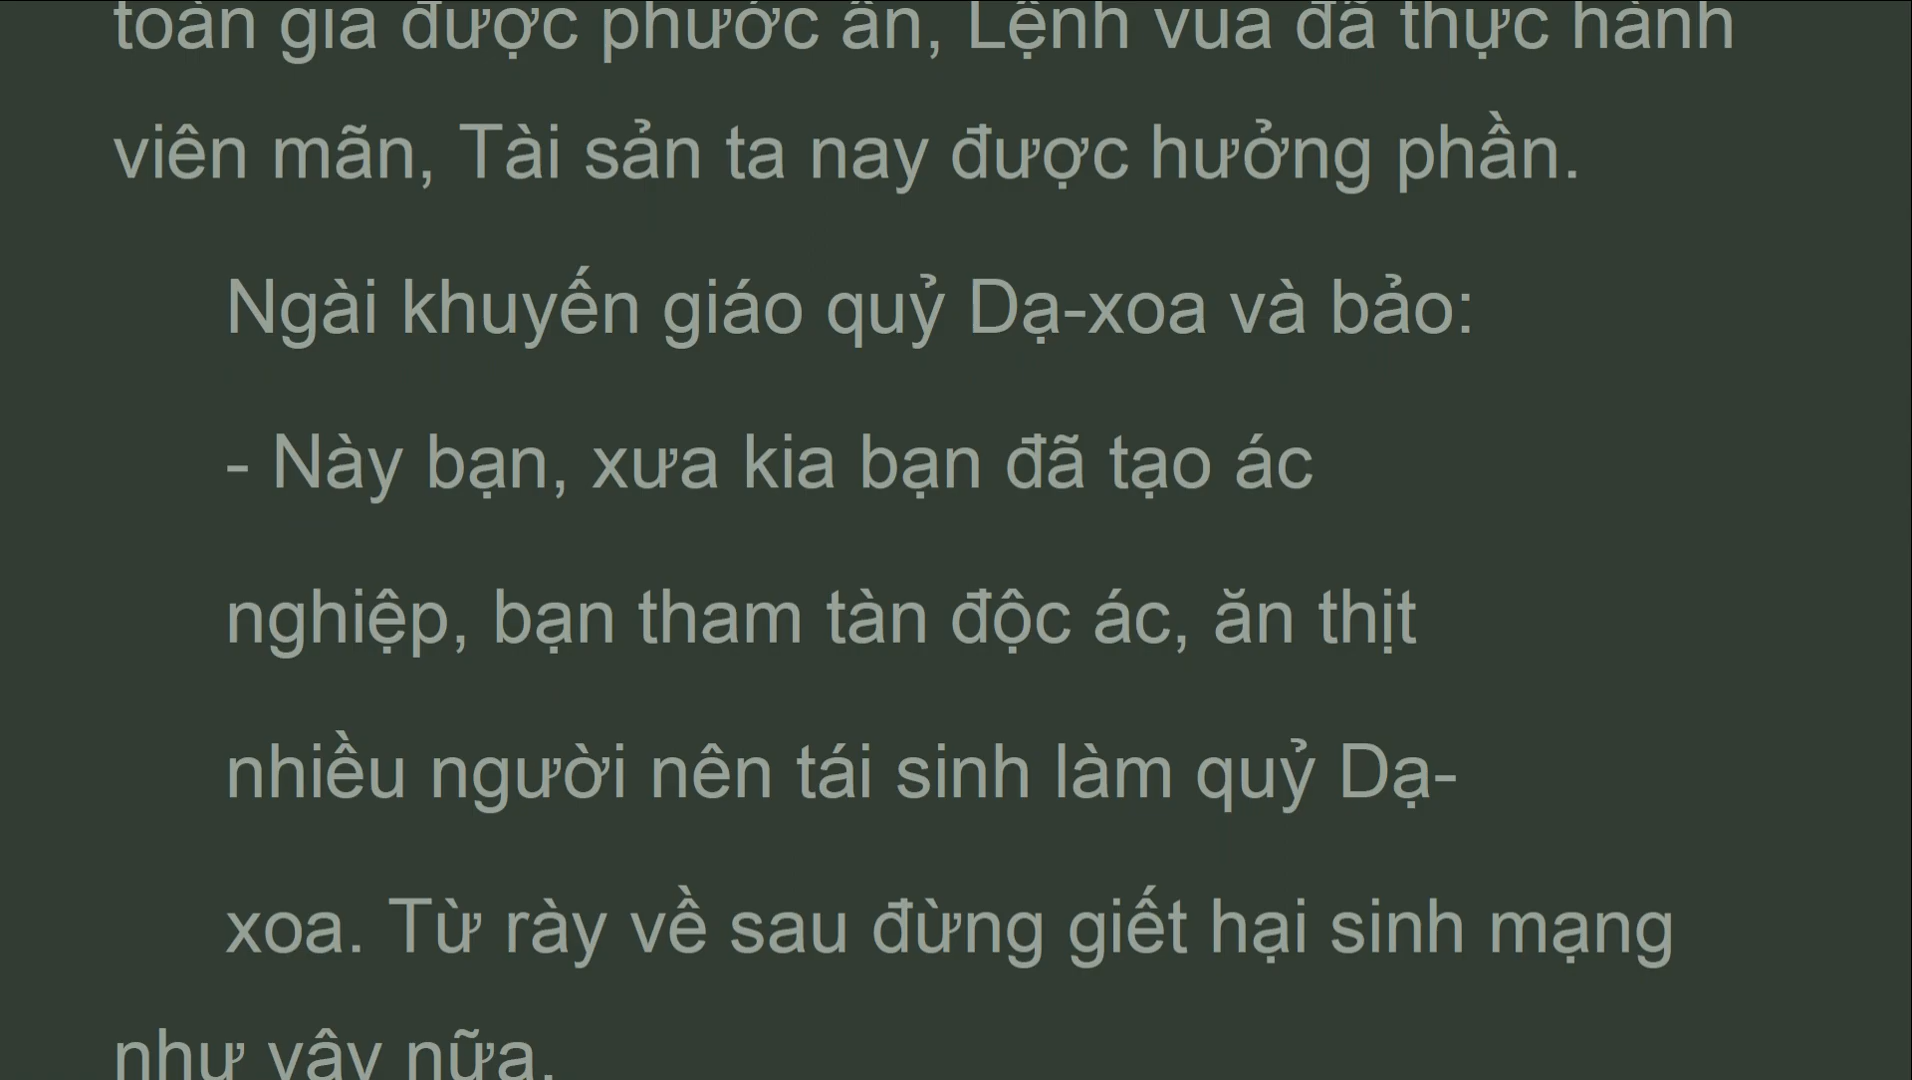 toàn gia được phước ân, Lệnh vua đã thực hành
viên mãn, Tài sản ta nay được hưởng phần.
Ngài khuyến giáo quỷ Dạ-xoa và bảo:
- Này bạn, xưa kia bạn đã tạo ác
nghiệp, bạn tham tàn độc ác, ăn thịt
nhiều người nên tái sinh làm quỷ Dạ-
xoa. Từ rày về sau đừng giết hại sinh mạng
như vậy nữa.